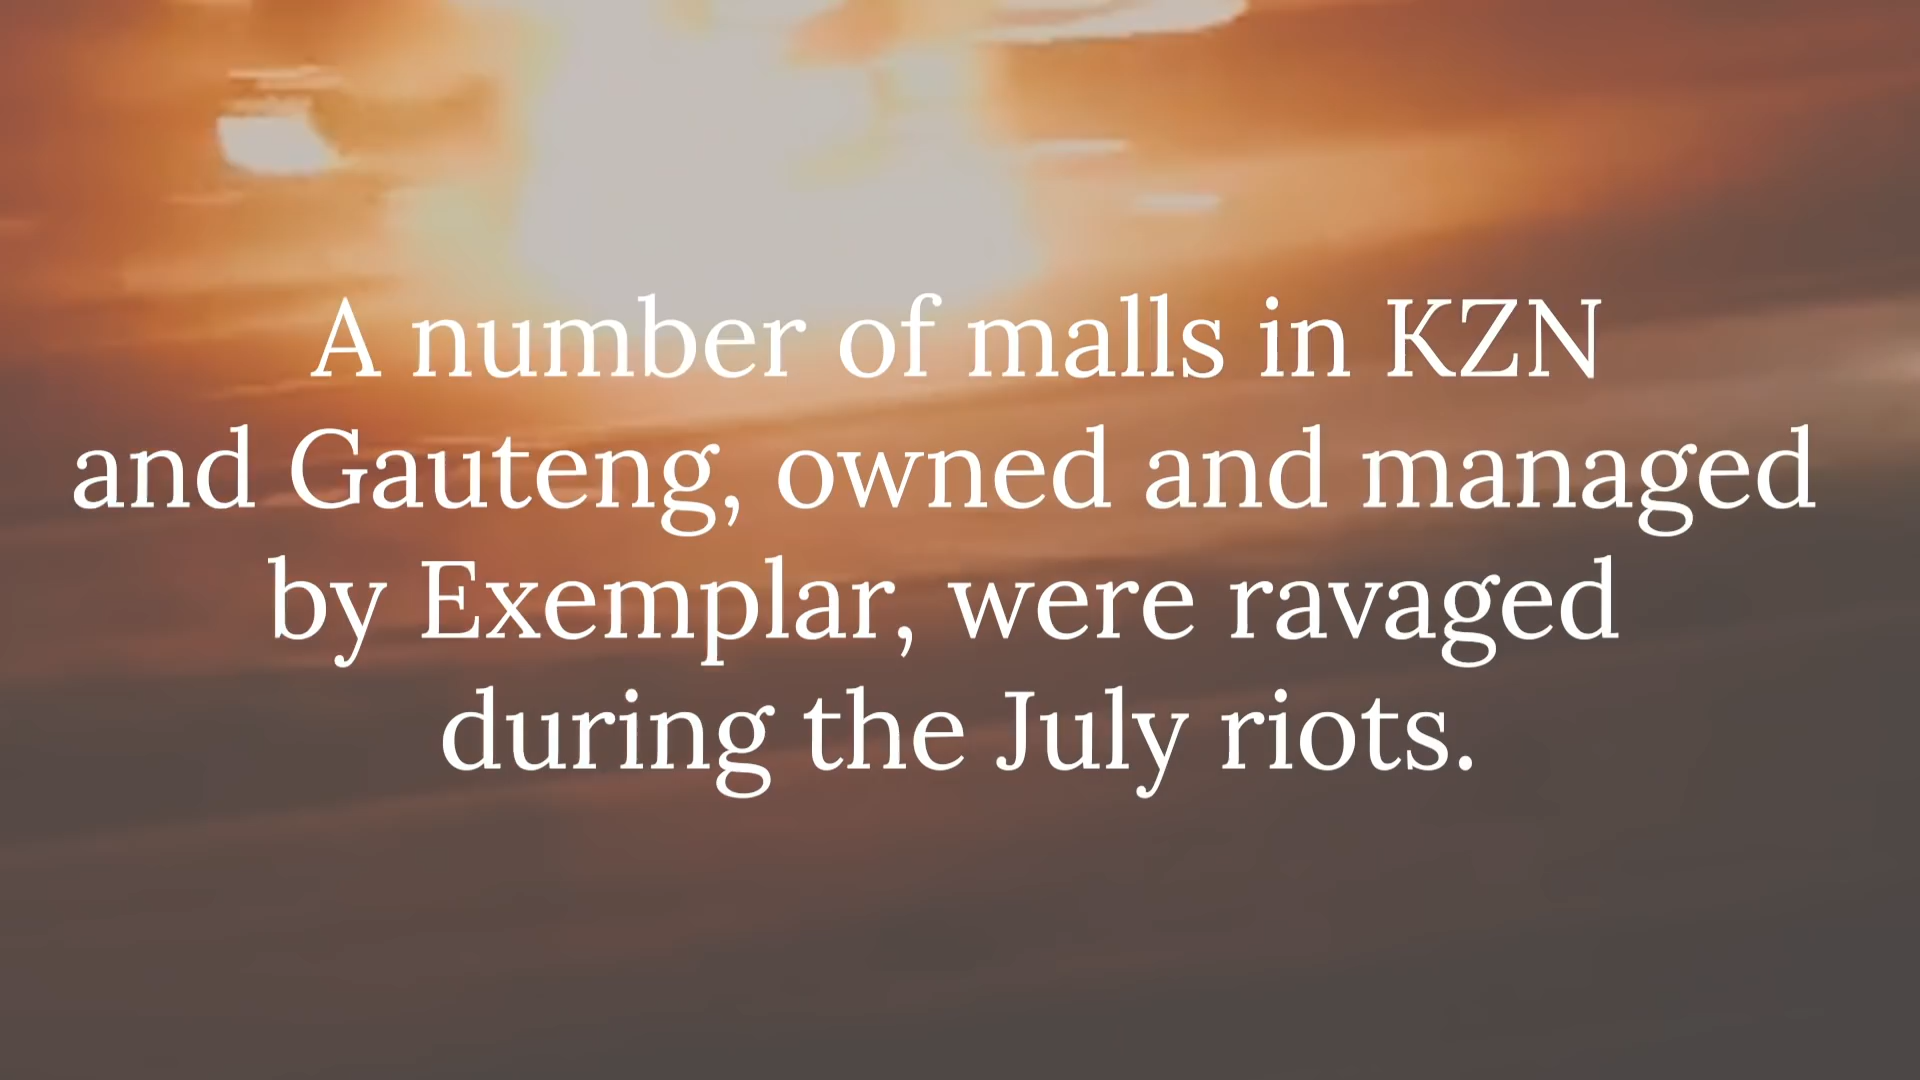 A number of malls in KZN
and Gauteng, owned and managed
by Exemplar, were ravaged
during the July riots.